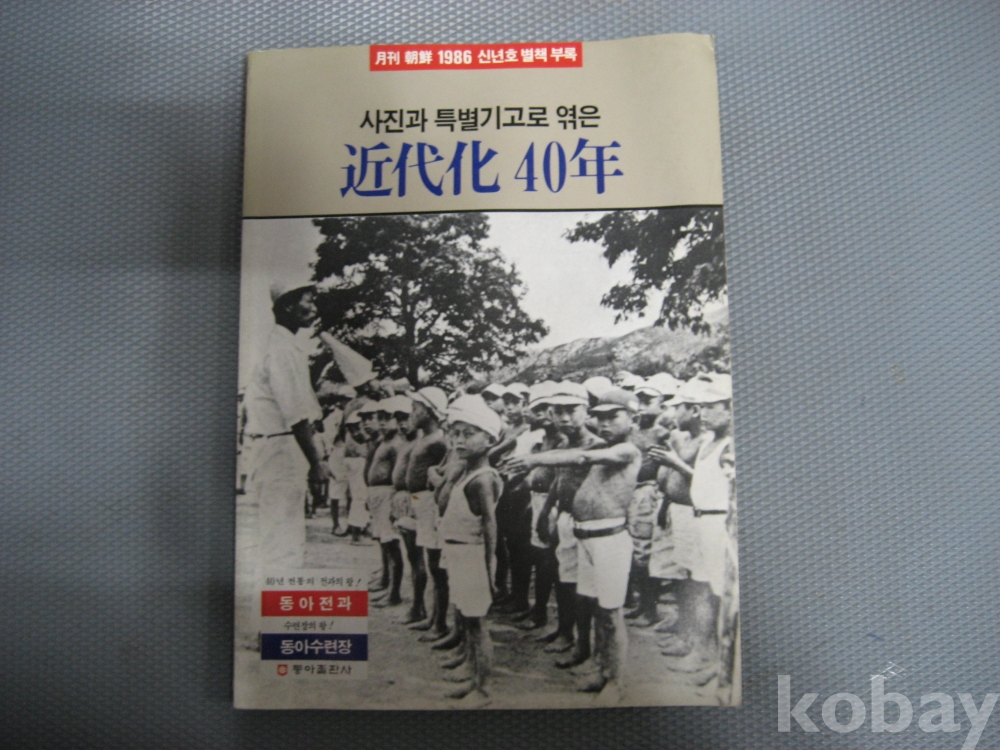 月刊 朝鮮 1986 신년호 별책 부록
사진과 특별기고로 엮은
近代化 40年
40년 전통의 전과의 왕!
동아전과
수련장의 왕!
동아수련장
동아출판사
kobay